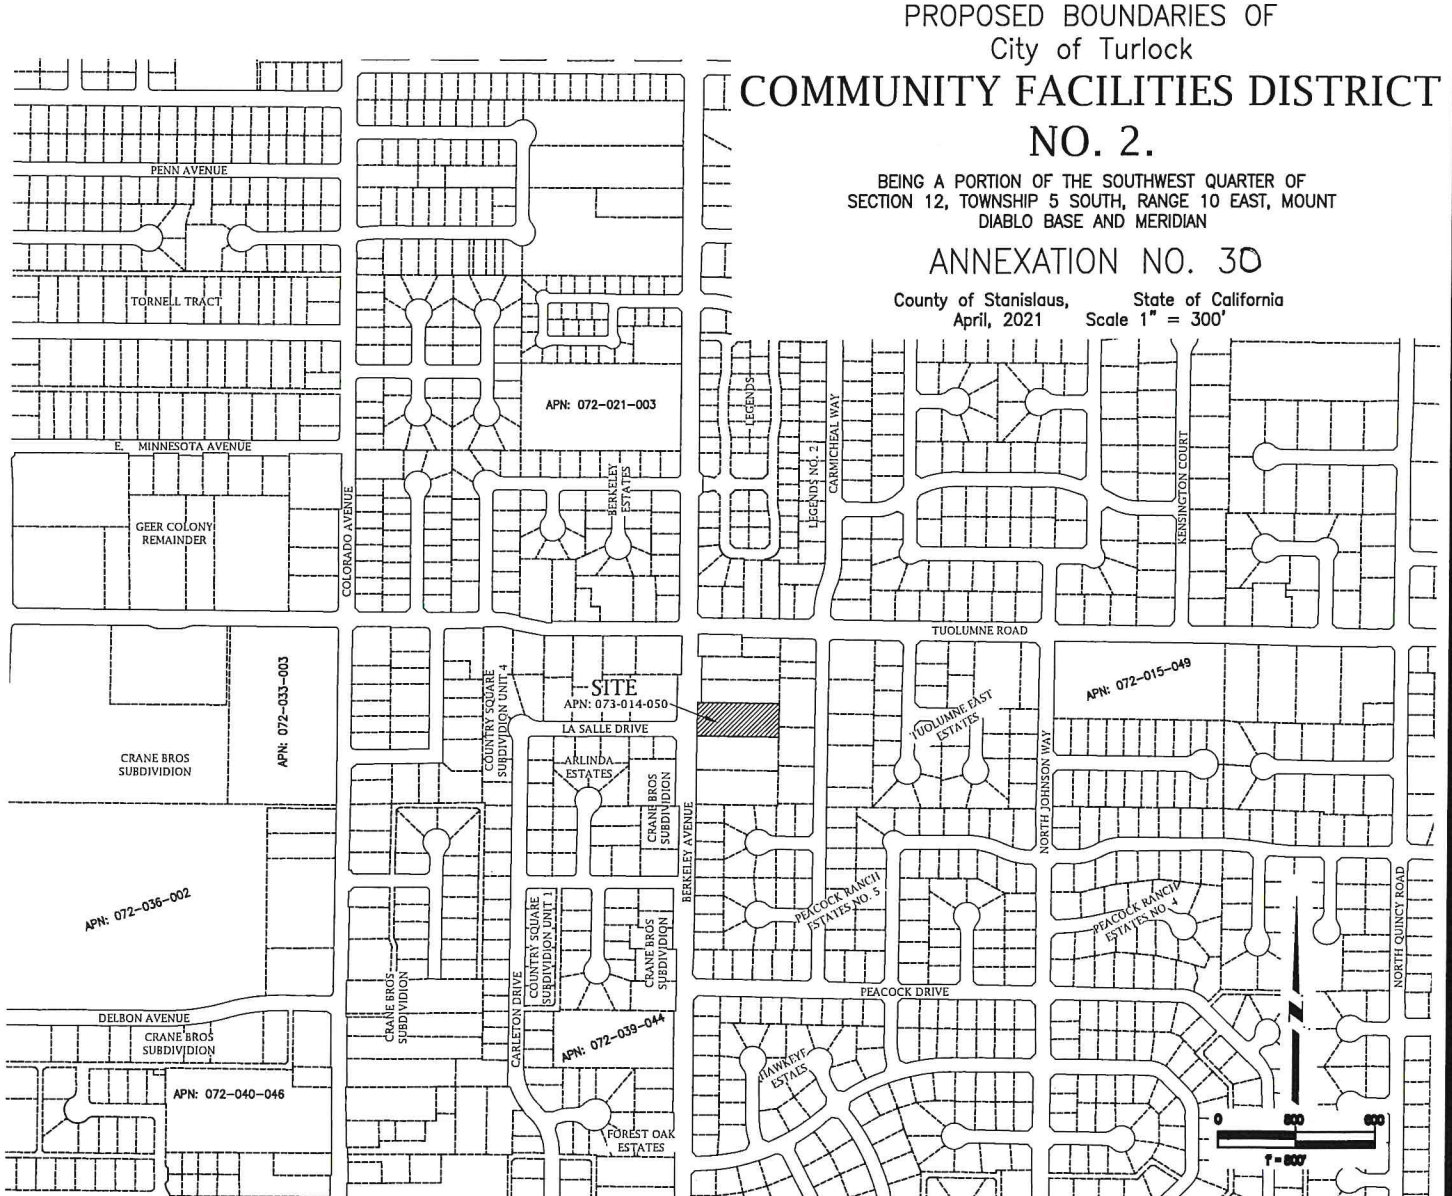 PROPOSED BOUNDARIES OF
City of Turlock
COMMUNITY FACILITIES DISTRICT
NO. 2.
BEING A PORTION OF THE SOUTHWEST QUARTER OF
SECTION 12, TOWNSHIP 5 SOUTH, RANGE 10 EAST, MOUNT
DIABLO BASE AND MERIDIAN
ANNEXATION NO. 30
County of Stanislaus, State of California
April, 2021 Scale 1" = 300'
PENN AVENUE
TORNELL TRACT
APN: 072-021-003
LEGENDS
CARMICHEAL WAY
LEGENDS NO. 2
E. MINNESOTA AVENUE
KENSINGTON COURT
BERKELEY
ESTATES
COLORADO AVENUE
GEER COLONY
REMAINDER
TUOLUMNE ROAD
APN: 072-033-003
COUNTRY SQUARE
SUBDIVISION UNIT 4
SITE
APN: 073-014-050
LA SALLE DRIVE
APN: 072-015-049
TUOLUMNE EAST
ESTATES
CRANE BROS
SUBDIVIDION
ARLINDA
ESTATES
CRANE BROS
SUBDIVIDION
NORTH JOHNSON WAY
BERKELEY AVENUE
APN: 072-036-002
PEACOCK RANCH
ESTATES NO. 5
PEACOCK RANCH
ESTATES NO. 4
NORTH QUINCY ROAD
COUNTRY SQUARE
SUBDIVISION UNIT 1
CRANE BROS
SUBDIVIDION
CRANE BROS
SUBDIVIDION
CARLETON DRIVE
PEACOCK DRIVE
DELBON AVENUE
CRANE BROS
SUBDIVIDION
APN: 072-039-044
HAWKEYE
ESTAES
APN: 072-040-046
FOREST OAK
ESTATES
0
600